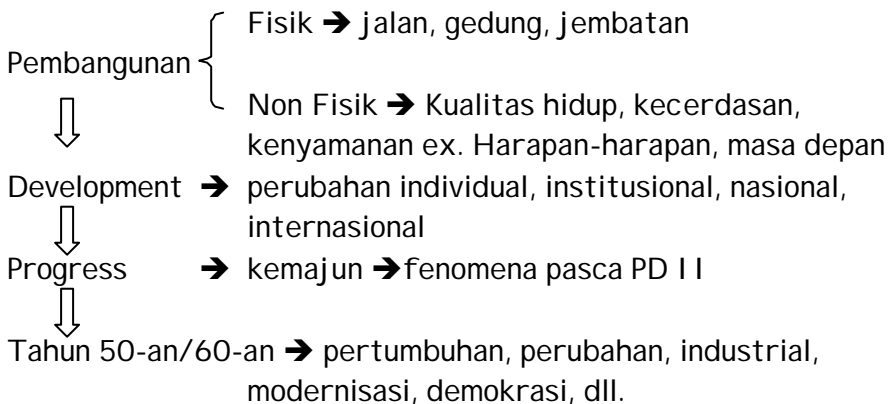 Fisik ➔ jalan, gedung, jembatan
Pembangunan
Non Fisik ➔ Kualitas hidup, kecerdasan,
kenyamanan ex. Harapan-harapan, masa depan
Development ➔ perubahan individual, institusional, nasional,
internasional
Progress ➔ kemajun ➔fenomena pasca PD II
Tahun 50-an/60-an ➔ pertumbuhan, perubahan, industrial,
modernisasi, demokrasi, dll.